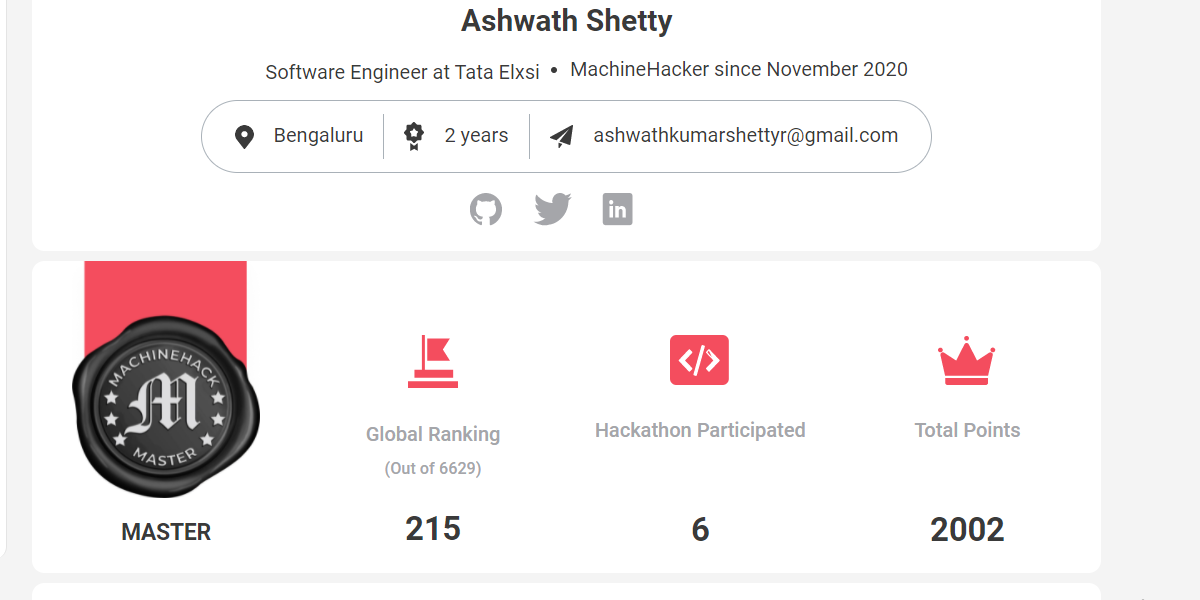 Ashwath Shetty
Software Engineer at Tata Elxsi • MachineHacker since November 2020
Bengaluru
2 years
ashwathkumarshettyr@gmail.com
in
MACHINEHACK
M
MASTER
MASTER
Global Ranking
(Out of 6629)
215
</>
Hackathon Participated
6
Total Points
2002